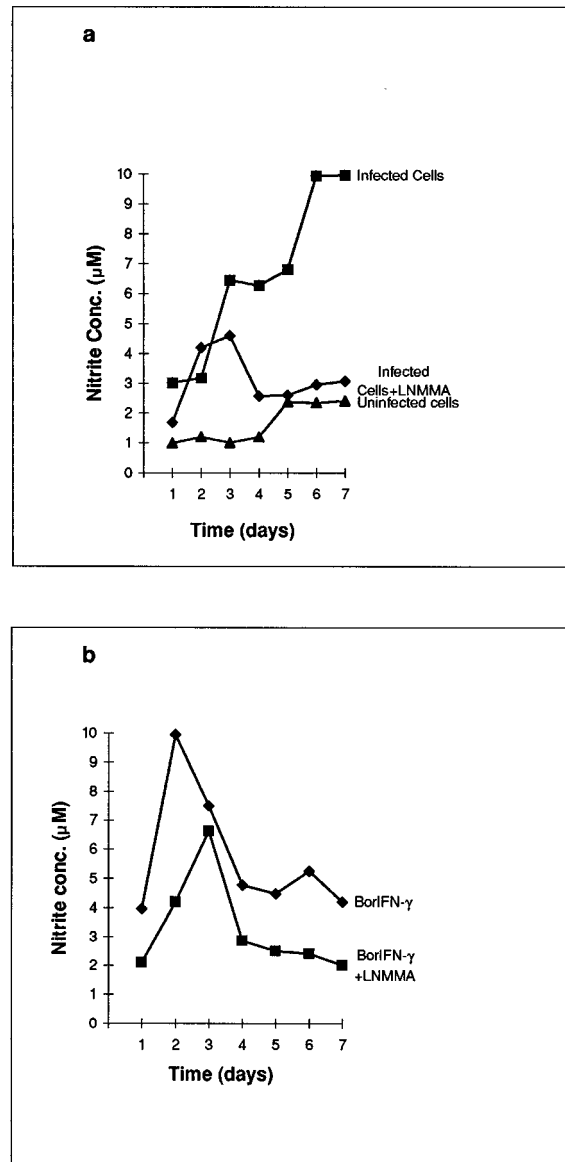 a
Nitrite Conc. (µM)
10
9
8
7
6
5
4
3
2
1
0
Infected Cells
Infected
Cells+LNMMA
Uninfected cells
1 2 3 4 5 6 7
Time (days)
b
Nitrite conc. (µM)
10
9
8
7
6
5
4
3
2
1
0
BorIFN-γ
BorIFN-γ
+LNMMA
1 2 3 4 5 6 7
Time (days)